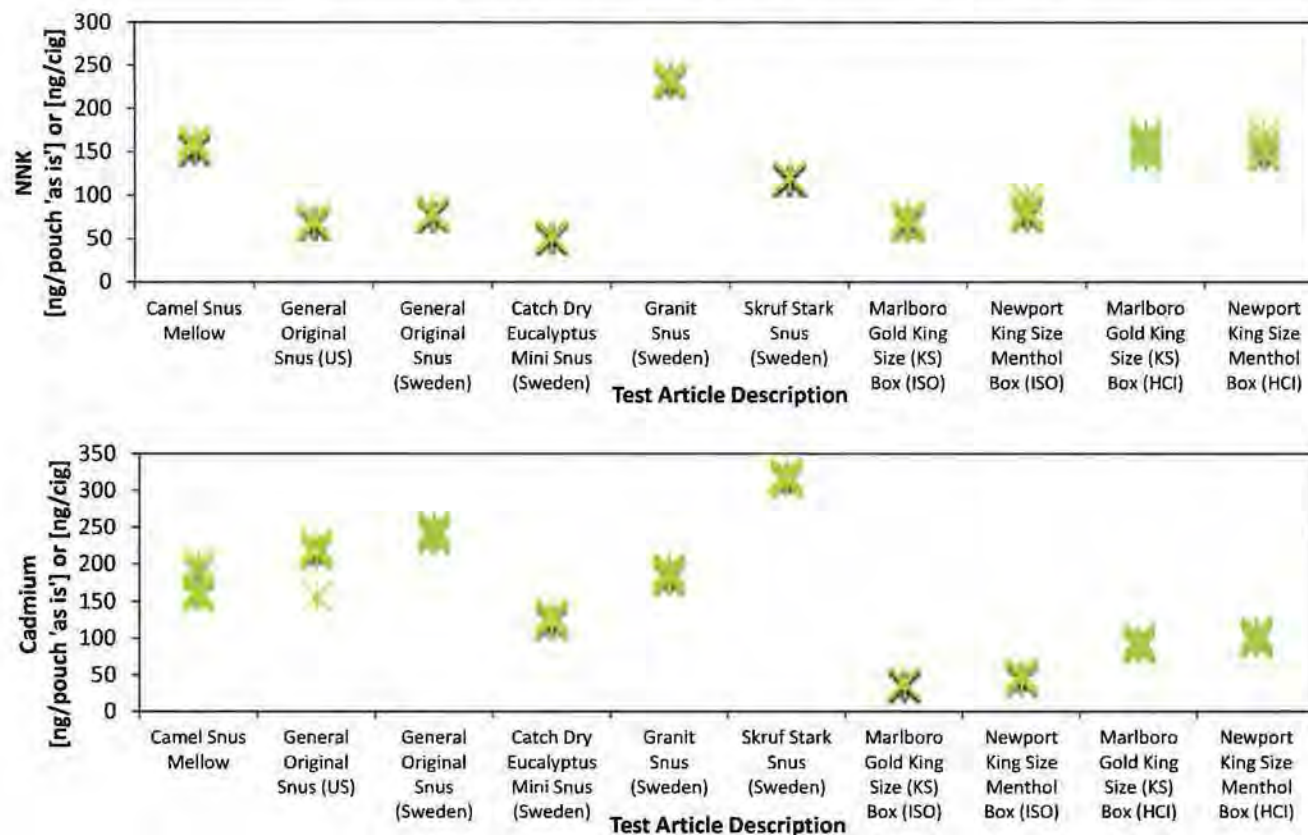 NNK
[ng/pouch 'as is'] or [ng/cig]
300
250
200
150
100
50
0
Camel Snus
Mellow
General
Original
Snus (US)
General
Original
Snus
(Sweden)
Catch Dry
Eucalyptus
Mini Snus
(Sweden)
Granit
Snus
(Sweden)
Skruf Stark
Snus
(Sweden)
Marlboro
Gold King
Size (KS)
Box (ISO)
Newport
King Size
Menthol
Box (ISO)
Marlboro
Gold King
Size (KS)
Box (HCI)
Newport
King Size
Menthol
Box (HCI)
Test Article Description
Cadmium
[ng/pouch 'as is'] or [ng/cig]
350
300
250
200
150
100
50
0
Camel Snus
Mellow
General
Original
Snus (US)
General
Original
Snus
(Sweden)
Catch Dry
Eucalyptus
Mini Snus
(Sweden)
Granit
Snus
(Sweden)
Skruf Stark
Snus
(Sweden)
Marlboro
Gold King
Size (KS)
Box (ISO)
Newport
King Size
Menthol
Box (ISO)
Marlboro
Gold King
Size (KS)
Box (HCI)
Newport
King Size
Menthol
Box (HCI)
Test Article Description